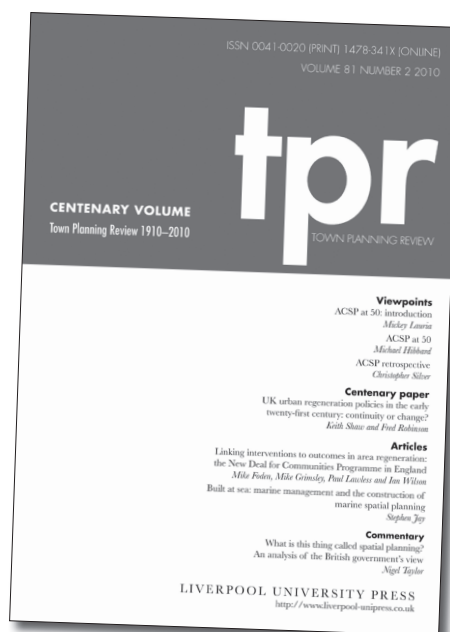 ISSN 0041-0020 (PRINT) 1478-341X (ONLINE)
VOLUME 81 NUMBER 2 2010
tpr
TOWN PLANNING REVIEW
CENTENARY VOLUME
Town Planning Review 1910–2010
Viewpoints
ACSP at 50: introduction
Mickey Lauria
ACSP at 50
Michael Hibbard
ACSP retrospective
Christopher Silver
Centenary paper
UK urban regeneration policies in the early
twenty-first century: continuity or change?
Keith Shaw and Fred Robinson
Articles
Linking interventions to outcomes in area regeneration:
the New Deal for Communities Programme in England
Mike Foden, Mike Grimsley, Paul Lawless and Ian Wilson
Built at sea: marine management and the construction of
marine spatial planning
Stephen Jay
Commentary
What is this thing called spatial planning?
An analysis of the British government's view
Nigel Taylor
LIVERPOOL UNIVERSITY PRESS
http://www.liverpool-unipress.co.uk